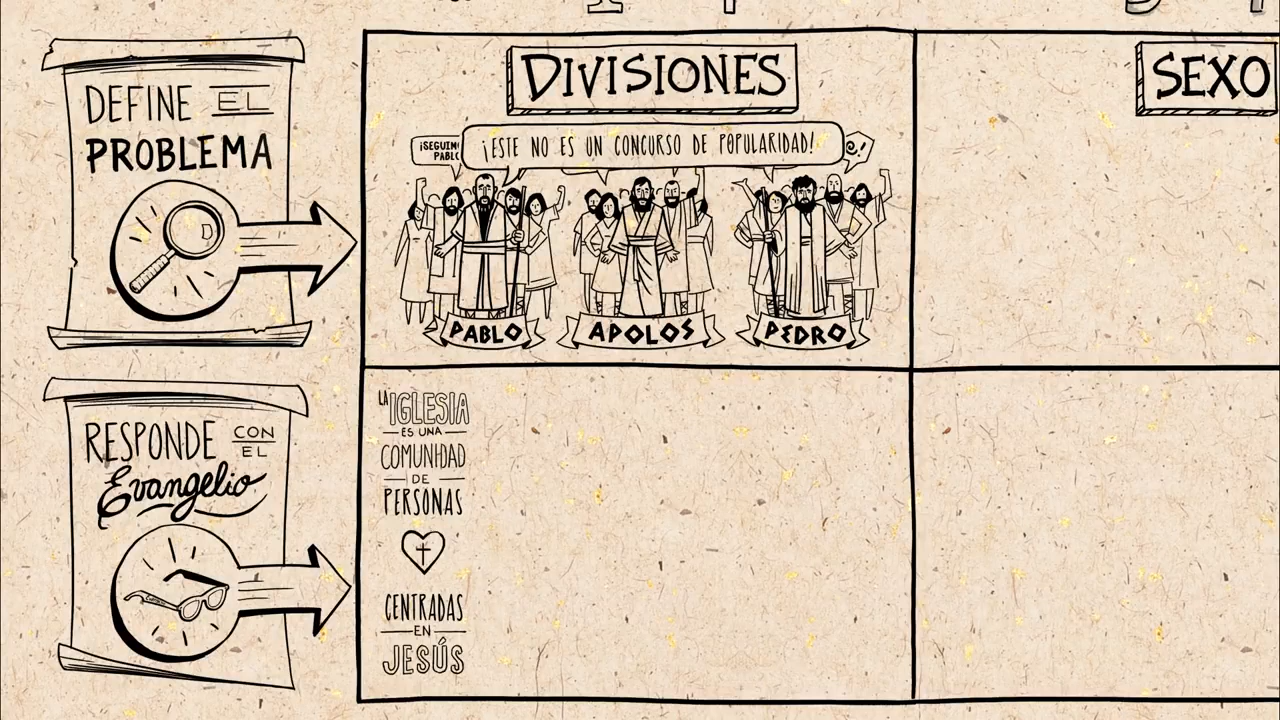 DEFINE EL
PROBLEMA
DIVISIONES
¡ESTE NO ES UN CONCURSO DE POPULARIDAD!
PABLO
APOLOS
PEDRO
SEXO
RESPONDE CON
EL
Evangelio
LA IGLESIA
ES UNA
COMUNIDAD
DE
PERSONAS
CENTRADAS
EN
JESÚS